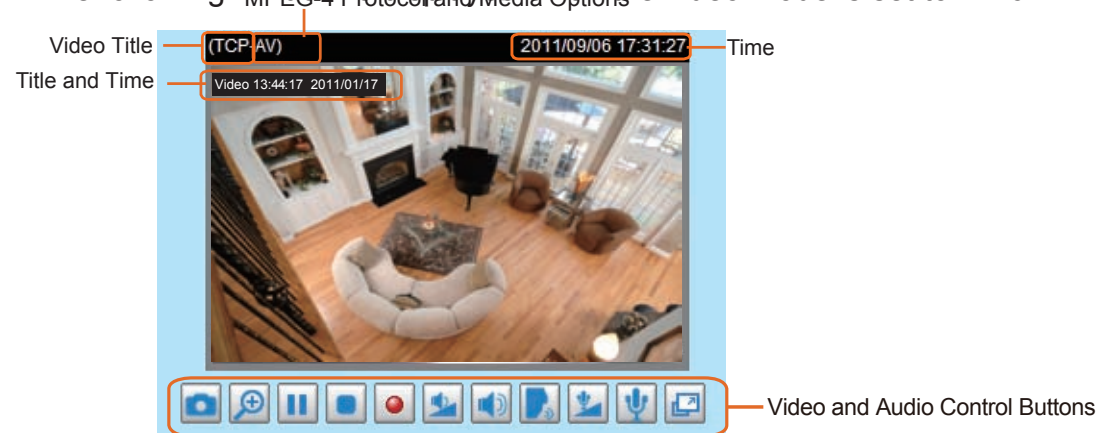 MPEG-4 Protocol and Media Options
Video Title
(TCP-AV)
2011/09/06 17:31:27
Time
Title and Time
Video 13:44:17 2011/01/17
Video and Audio Control Buttons